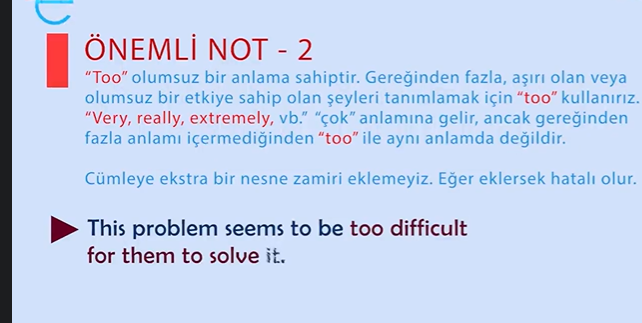 e
ÖNEMLİ NOT - 2
“Too” olumsuz bir anlama sahiptir. Gereğinden fazla, aşırı olan veya
olumsuz bir etkiye sahip olan şeyleri tanımlamak için “too” kullanırız.
“Very, really, extremely, vb.” “çok” anlamına gelir, ancak gereğinden
fazla anlamı içermediğinden “too” ile aynı anlamda değildir.
Cümleye ekstra bir nesne zamiri eklemeyiz. Eğer eklersek hatalı olur.
This problem seems to be too difficult
for them to solve it.